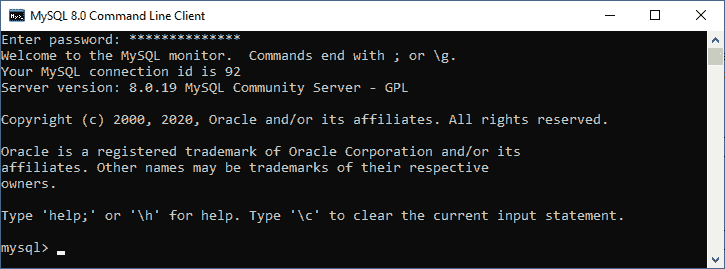 MySQL 8.0 Command Line Client
Enter password: **************
Welcome to the MySQL monitor.  Commands end with ; or \g.
Your MySQL connection id is 92
Server version: 8.0.19 MySQL Community Server - GPL

Copyright (c) 2000, 2020, Oracle and/or its affiliates. All rights reserved.

Oracle is a registered trademark of Oracle Corporation and/or its
affiliates. Other names may be trademarks of their respective
owners.

Type 'help;' or '\h' for help. Type '\c' to clear the current input statement.

mysql> _